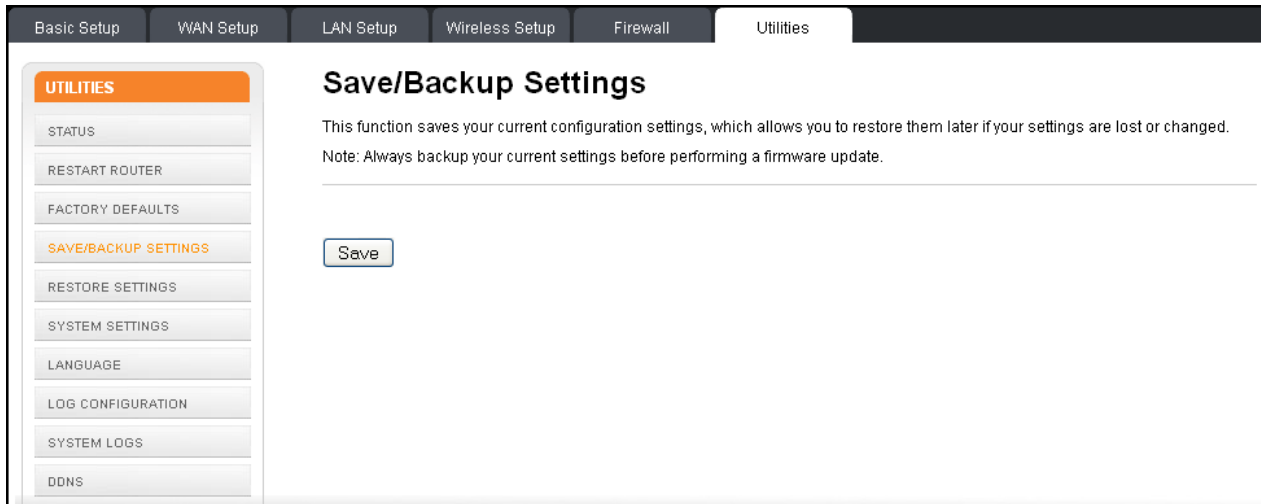 Basic Setup WAN Setup LAN Setup Wireless Setup Firewall Utilities
UTILITIES
STATUS
RESTART ROUTER
FACTORY DEFAULTS
SAVE/BACKUP SETTINGS
RESTORE SETTINGS
SYSTEM SETTINGS
LANGUAGE
LOG CONFIGURATION
SYSTEM LOGS
DDNS
Save/Backup Settings
This function saves your current configuration settings, which allows you to restore them later if your settings are lost or changed.
Note: Always backup your current settings before performing a firmware update.
Save